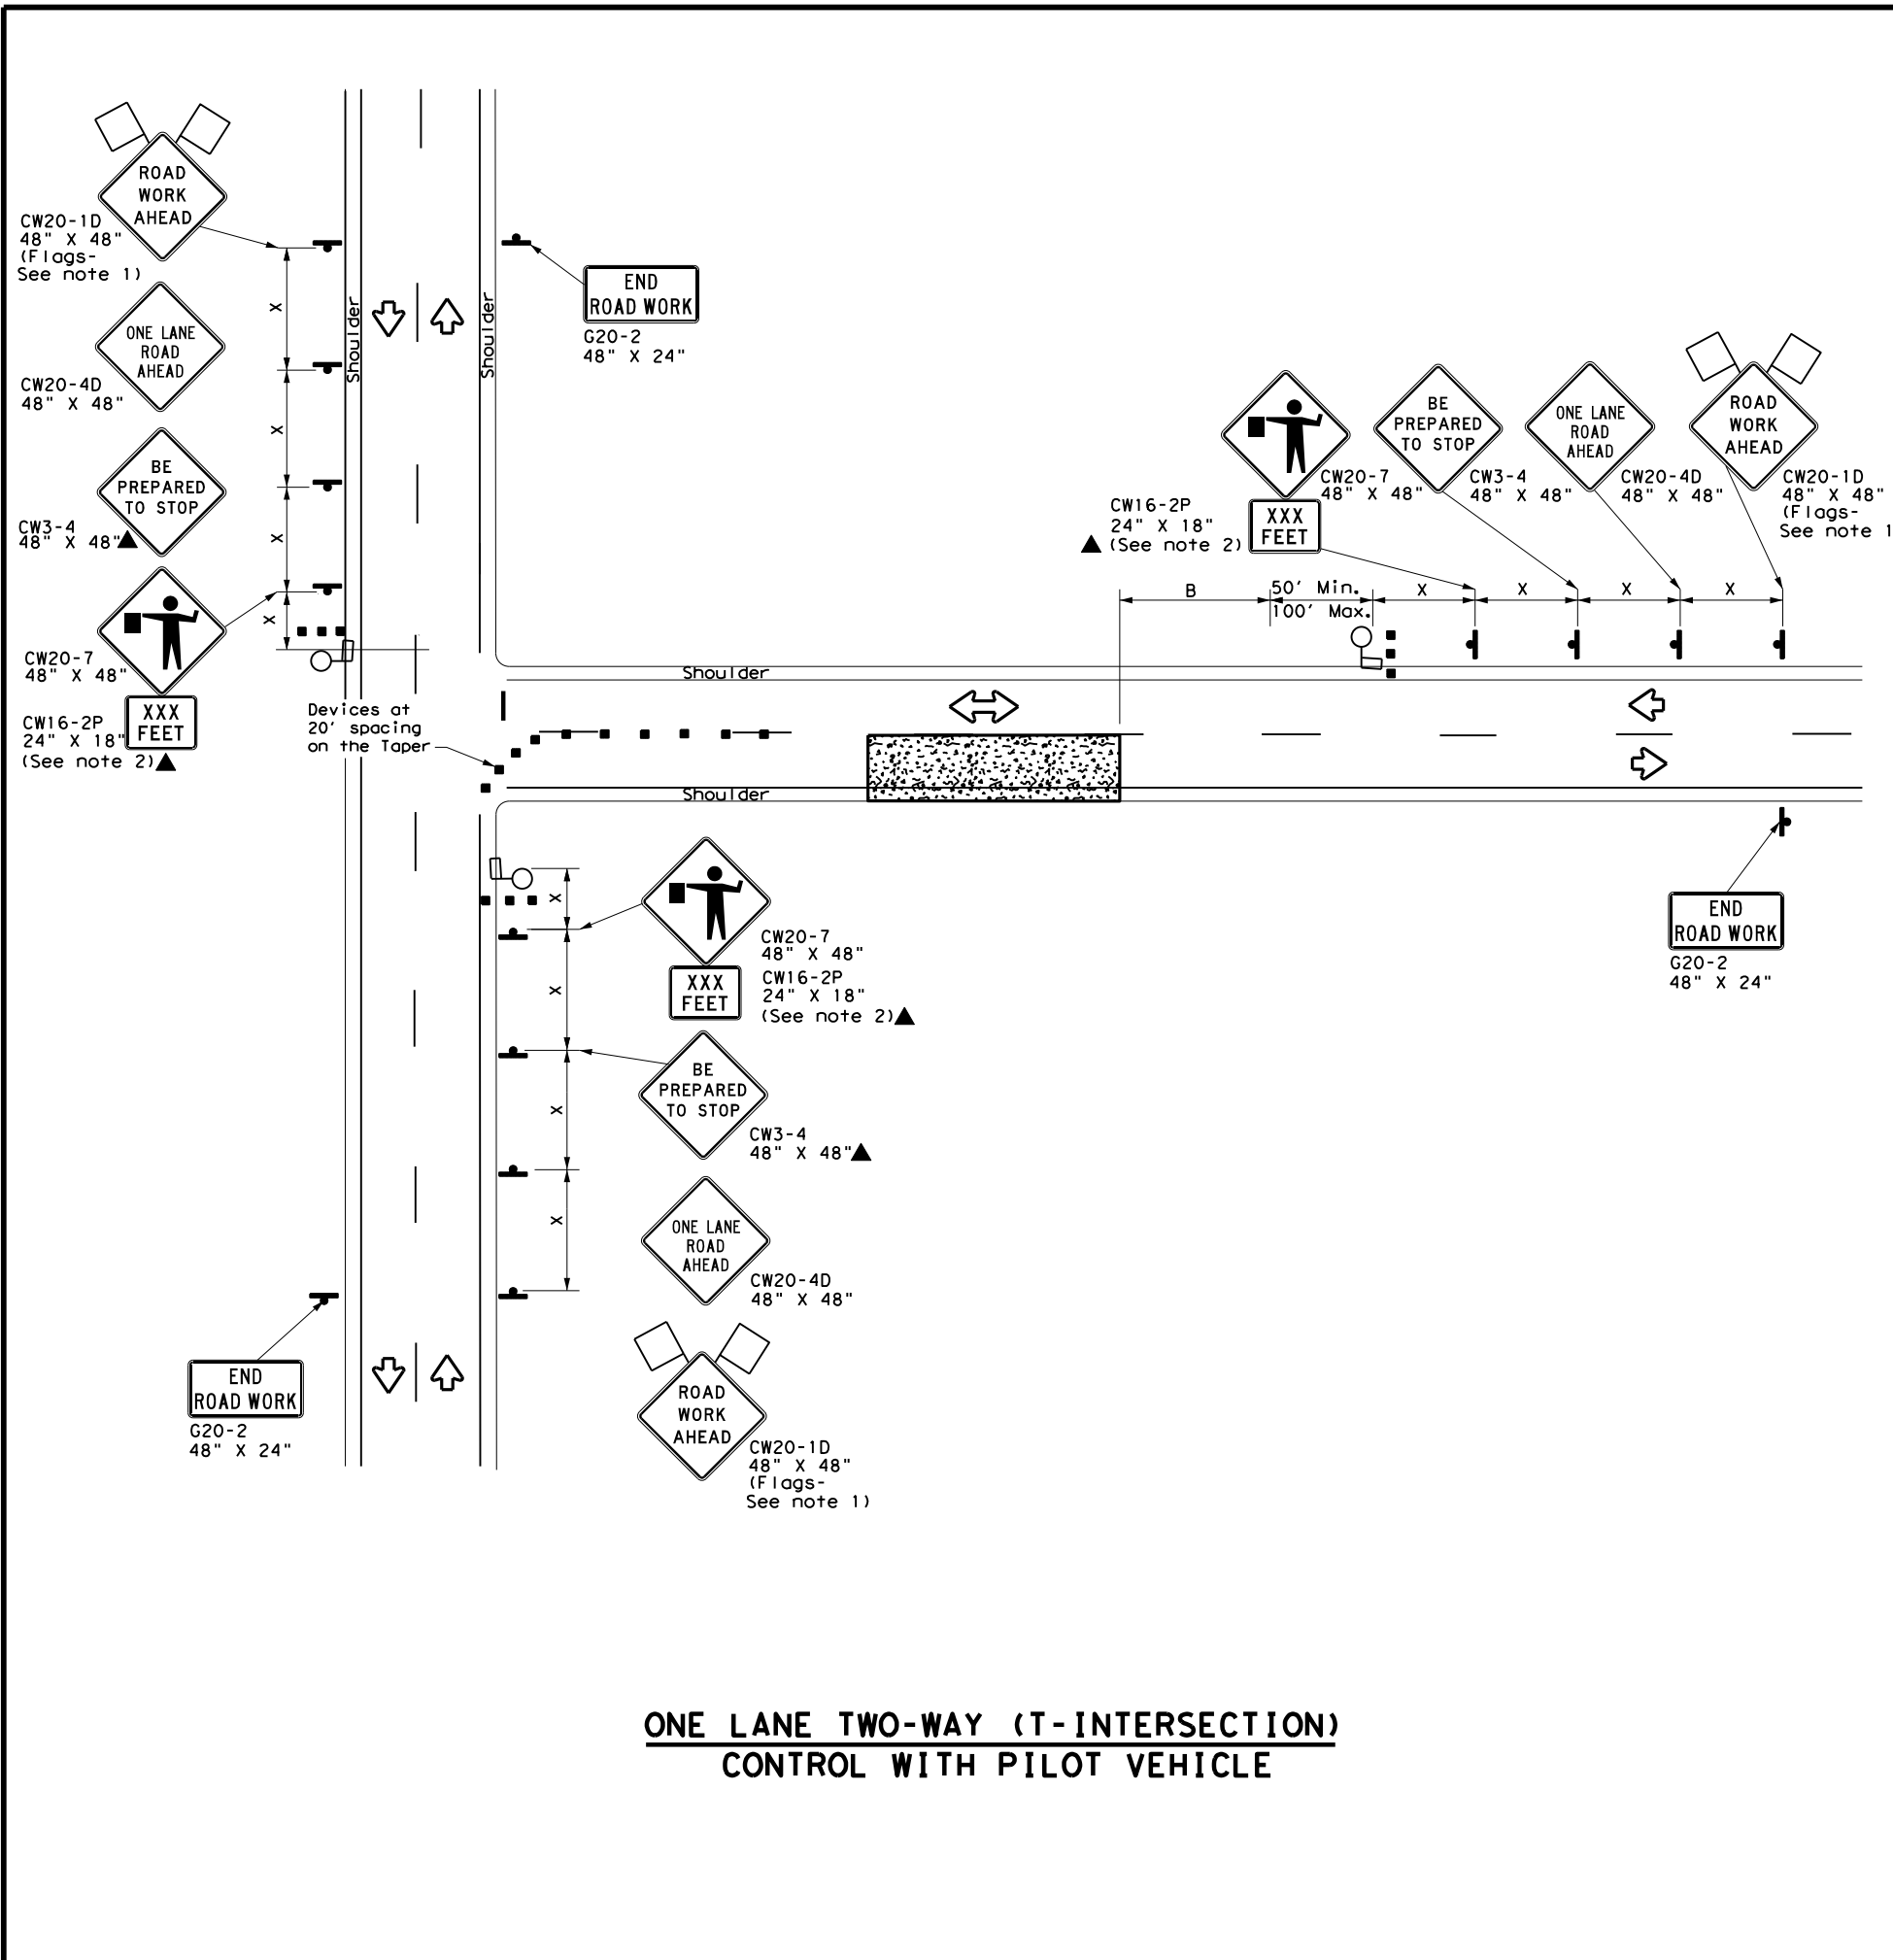 ROAD
WORK
AHEAD
CW20-1D
48" X 48"
(Flags-
See note 1)
ONE LANE
ROAD
AHEAD
CW20-4D
48" X 48"
BE
PREPARED
TO STOP
CW3-4
48" X 48"
CW20-7
48" X 48"
XXX
FEET
CW16-2P
24" X 18"
(See note 2)
X
X
X
X
Shoulder
Shoulder
END
ROAD WORK
G20-2
48" X 24"
Devices at
20' spacing
on the Taper
Shoulder
Shoulder
CW16-2P
24" X 18"
(See note 2)
XXX
FEET
CW20-7
48" X 48"
BE
PREPARED
TO STOP
CW3-4
48" X 48"
ONE LANE
ROAD
AHEAD
CW20-4D
48" X 48"
ROAD
WORK
AHEAD
CW20-1D
48" X 48"
(Flags-
See note 1
B
50' Min.
100' Max.
X
X
X
X
END
ROAD WORK
G20-2
48" X 24"
X
X
X
X
CW20-7
48" X 48"
XXX
FEET
CW16-2P
24" X 18"
(See note 2)
BE
PREPARED
TO STOP
CW3-4
48" X 48"
ONE LANE
ROAD
AHEAD
CW20-4D
48" X 48"
ROAD
WORK
AHEAD
CW20-1D
48" X 48"
(Flags-
See note 1)
END
ROAD WORK
G20-2
48" X 24"
ONE LANE TWO-WAY (T-INTERSECTION)
CONTROL WITH PILOT VEHICLE